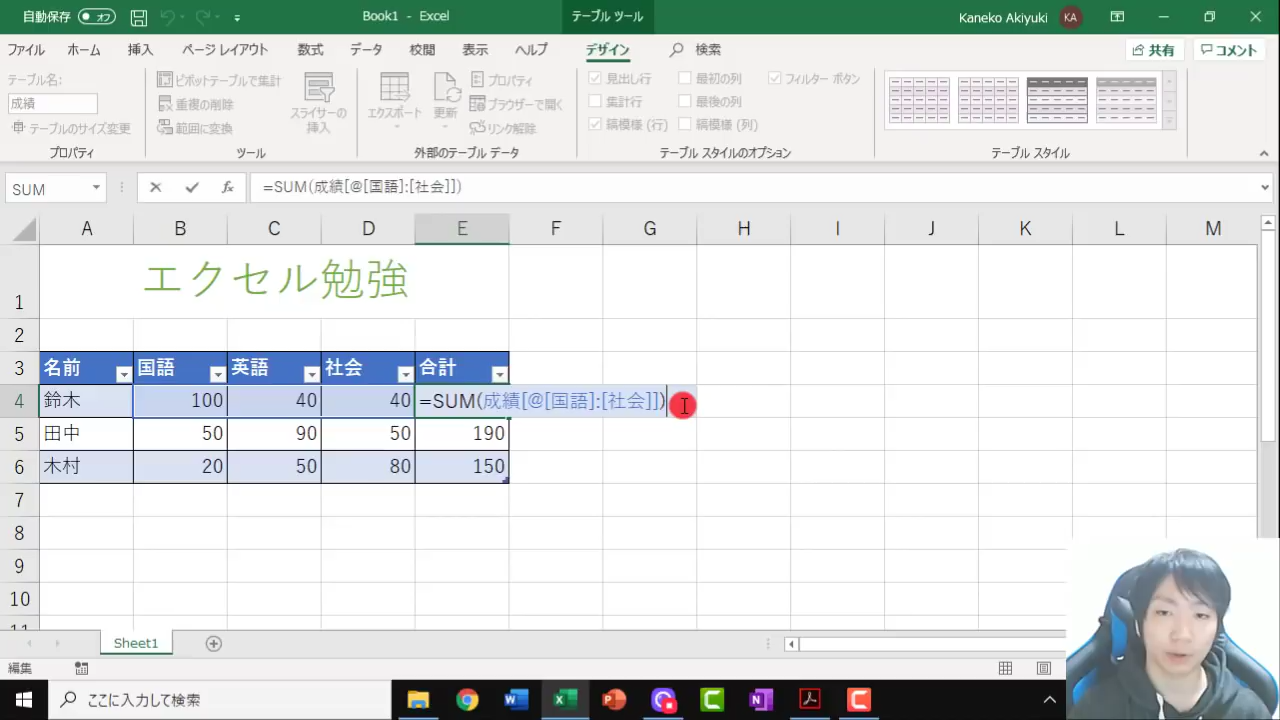 自動保存 オフ Book1 - Excel テーブル ツール Kaneko Akiyuki KA
ファイル ホーム 挿入 ページ レイアウト 数式 データ 校閲 表示 ヘルプ デザイン 検索 共有 コメント
テーブル名:
成績
テーブルのサイズ変更
プロパティ
ピボットテーブルで集計
重複の削除
範囲に変換
スライサーの
挿入
ツール
エクスポート
更新
プロパティ
ブラウザーで開く
リンク解除
外部のテーブル データ
見出し行 最初の列 フィルター ボタン
集計行 最後の列
縞模様 (行) 縞模様 (列)
テーブル スタイルのオプション
テーブル スタイル
SUM fx =SUM(成績[@[国語]:[社会]])
A B C D E F G H I J K L M
1 エクセル勉強
2
3 名前 国語 英語 社会 合計
4 鈴木 100 40 40 =SUM(成績[@[国語]:[社会]])
5 田中 50 90 50 190
6 木村 20 50 80 150
7
8
9
10
11
Sheet1
編集
ここに入力して検索